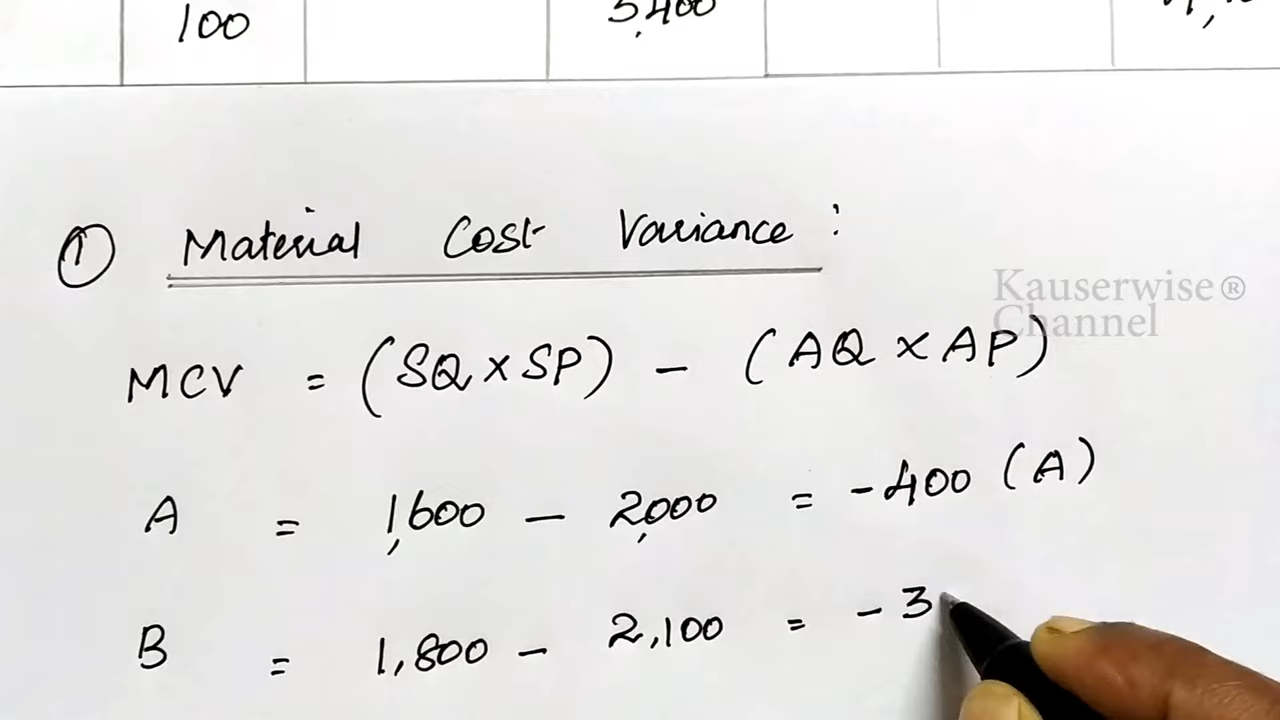 100 5,400
① Material Cost Variance :
Kauserwise®
Channel
MCV = (SQ × SP) - (AQ × AP)
A = 1,600 - 2,000 = -400 (A)
B = 1,800 - 2,100 = - 3